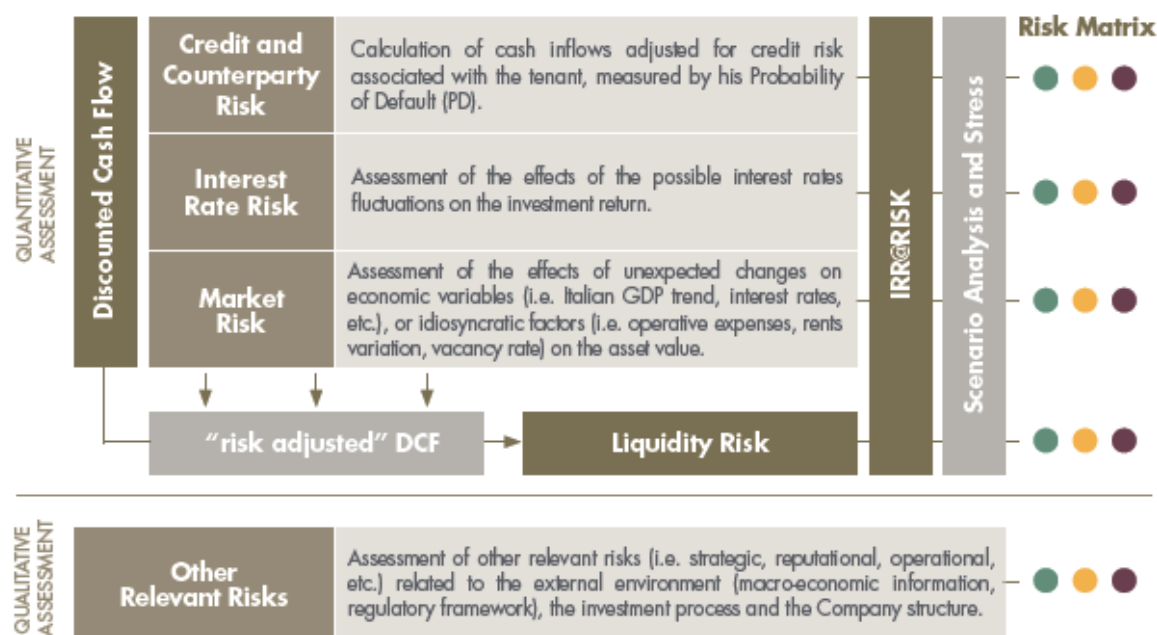 Risk Matrix
QUANTITATIVE
ASSESSMENT
Discounted Cash Flow
Credit and
Counterparty
Risk
Calculation of cash inflows adjusted for credit risk
associated with the tenant, measured by his Probability
of Default (PD).
Interest
Rate Risk
Assessment of the effects of the possible interest rates
fluctuations on the investment return.
Market
Risk
Assessment of the effects of unexpected changes on
economic variables (i.e. Italian GDP trend, interest rates,
etc.), or idiosyncratic factors (i.e. operative expenses, rents
variation, vacancy rate) on the asset value.
IRR@RISK
Scenario Analysis and Stress
“risk adjusted” DCF
Liquidity Risk
QUALITATIVE
ASSESSMENT
Other
Relevant Risks
Assessment of other relevant risks (i.e. strategic, reputational, operational,
etc.) related to the external environment (macro-economic information,
regulatory framework), the investment process and the Company structure.